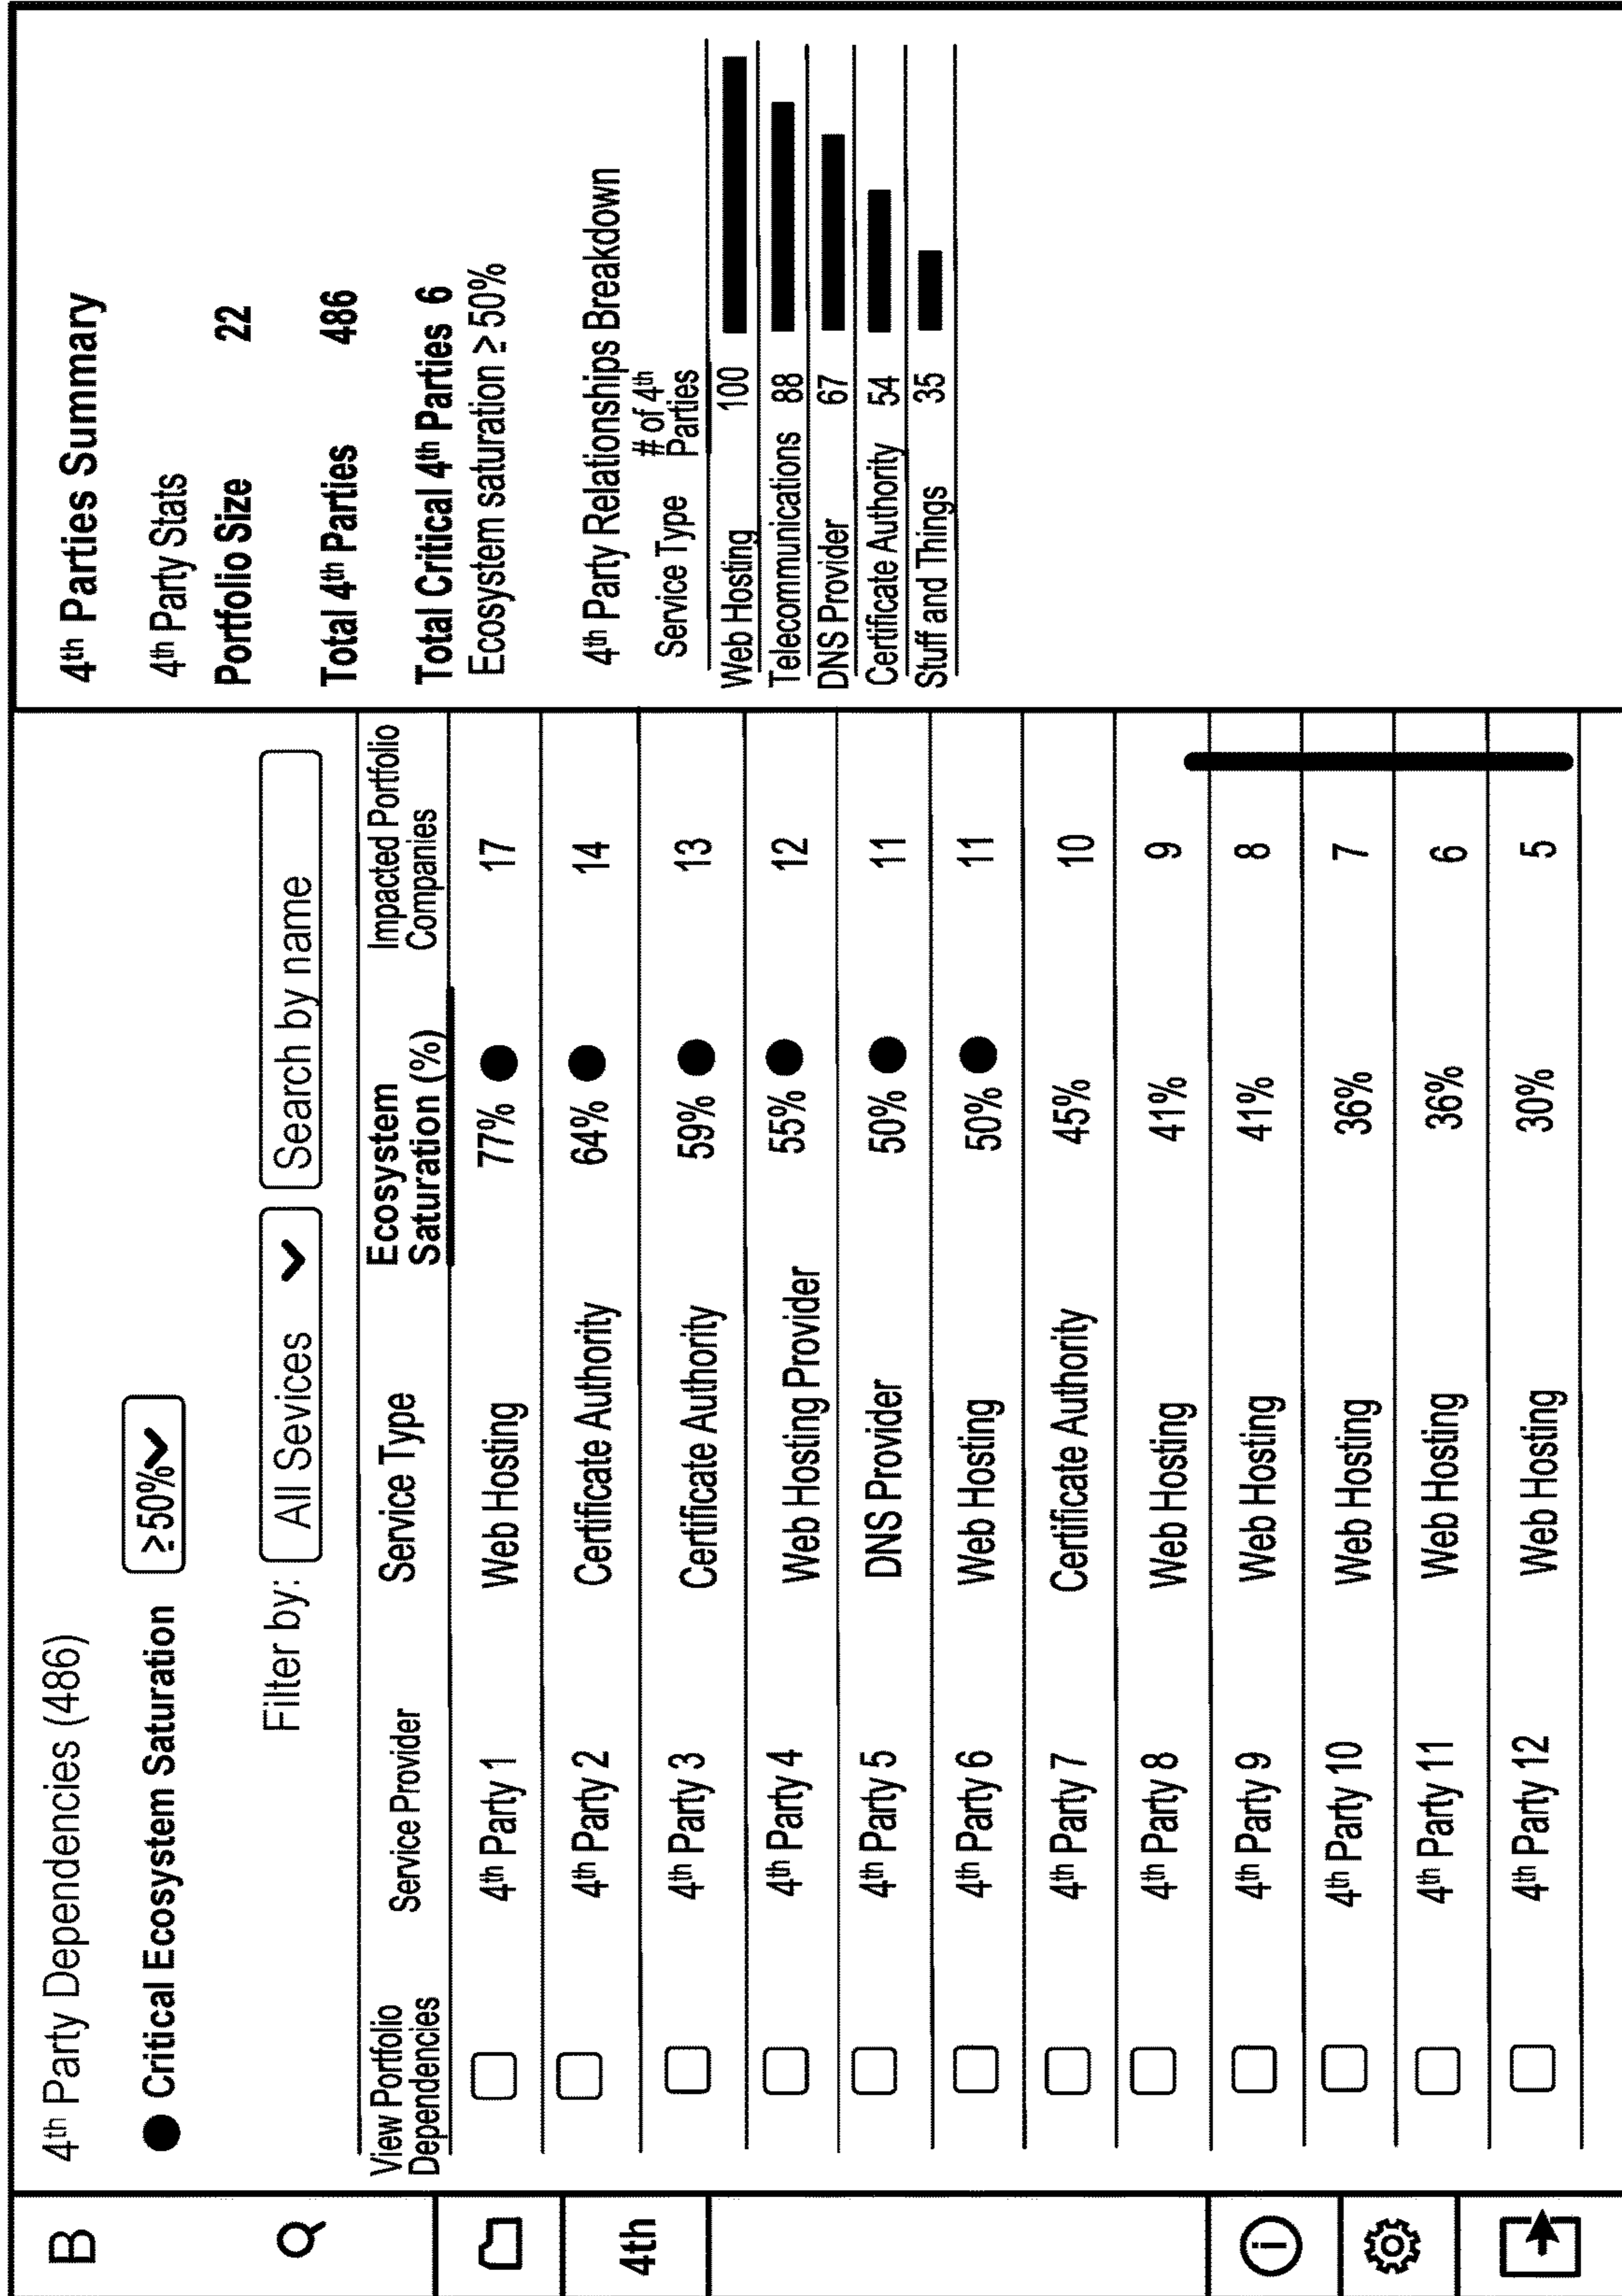 B
4th
i
4th Party Dependencies (486)
● Critical Ecosystem Saturation ≥50%
Filter by: All Sevices Search by name
View Portfolio Dependencies Service Provider Service Type Ecosystem Saturation (%) Impacted Portfolio Companies
4th Party 1 Web Hosting 77% ● 17
4th Party 2 Certificate Authority 64% ● 14
4th Party 3 Certificate Authority 59% ● 13
4th Party 4 Web Hosting Provider 55% ● 12
4th Party 5 DNS Provider 50% ● 11
4th Party 6 Web Hosting 50% ● 11
4th Party 7 Certificate Authority 45% 10
4th Party 8 Web Hosting 41% 9
4th Party 9 Web Hosting 41% 8
4th Party 10 Web Hosting 36% 7
4th Party 11 Web Hosting 36% 6
4th Party 12 Web Hosting 30% 5
4th Parties Summary
4th Party Stats
Portfolio Size 22
Total 4th Parties 486
Total Critical 4th Parties 6
Ecosystem saturation ≥ 50%
4th Party Relationships Breakdown
Service Type # of 4th Parties
Web Hosting 100
Telecommunications 88
DNS Provider 67
Certificate Authority 54
Stuff and Things 35